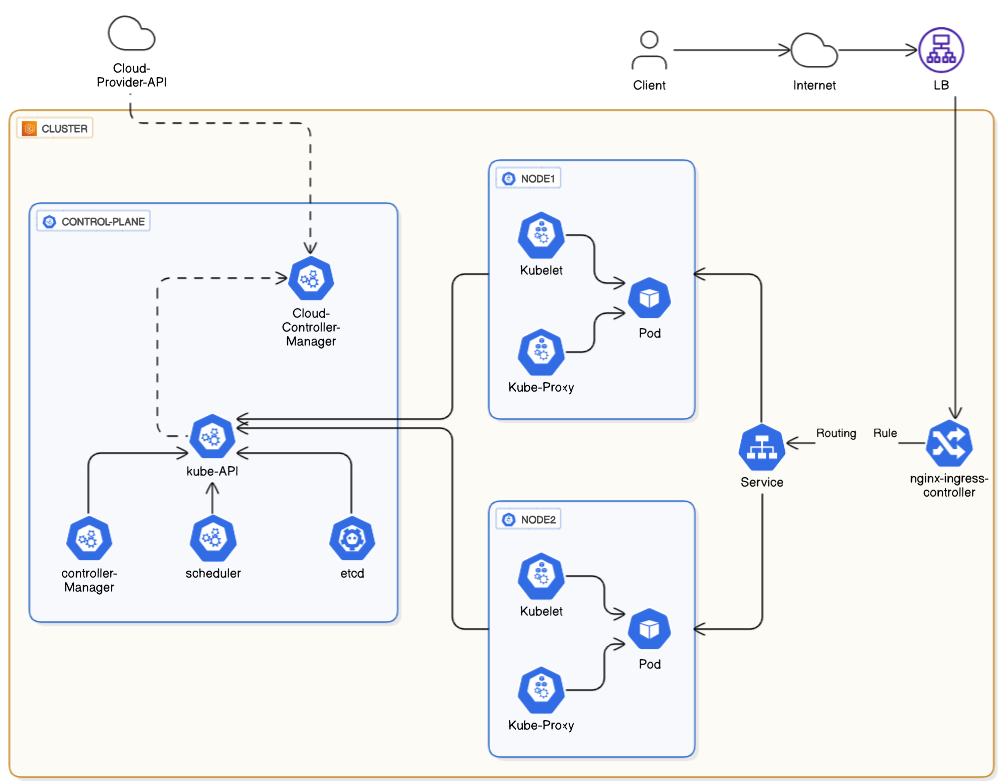 Cloud-
Provider-API
Client
Internet
LB
CLUSTER
CONTROL-PLANE
Cloud-
Controller-
Manager
kube-API
controller-
Manager
scheduler
etcd
NODE1
Kubelet
Pod
Kube-Proxy
NODE2
Kubelet
Pod
Kube-Proxy
Service
Routing
Rule
nginx-ingress-
controller